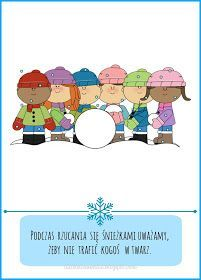 Podczas rzucania się śnieżkami uważamy,
żeby nie trafić kogoś w twarz.